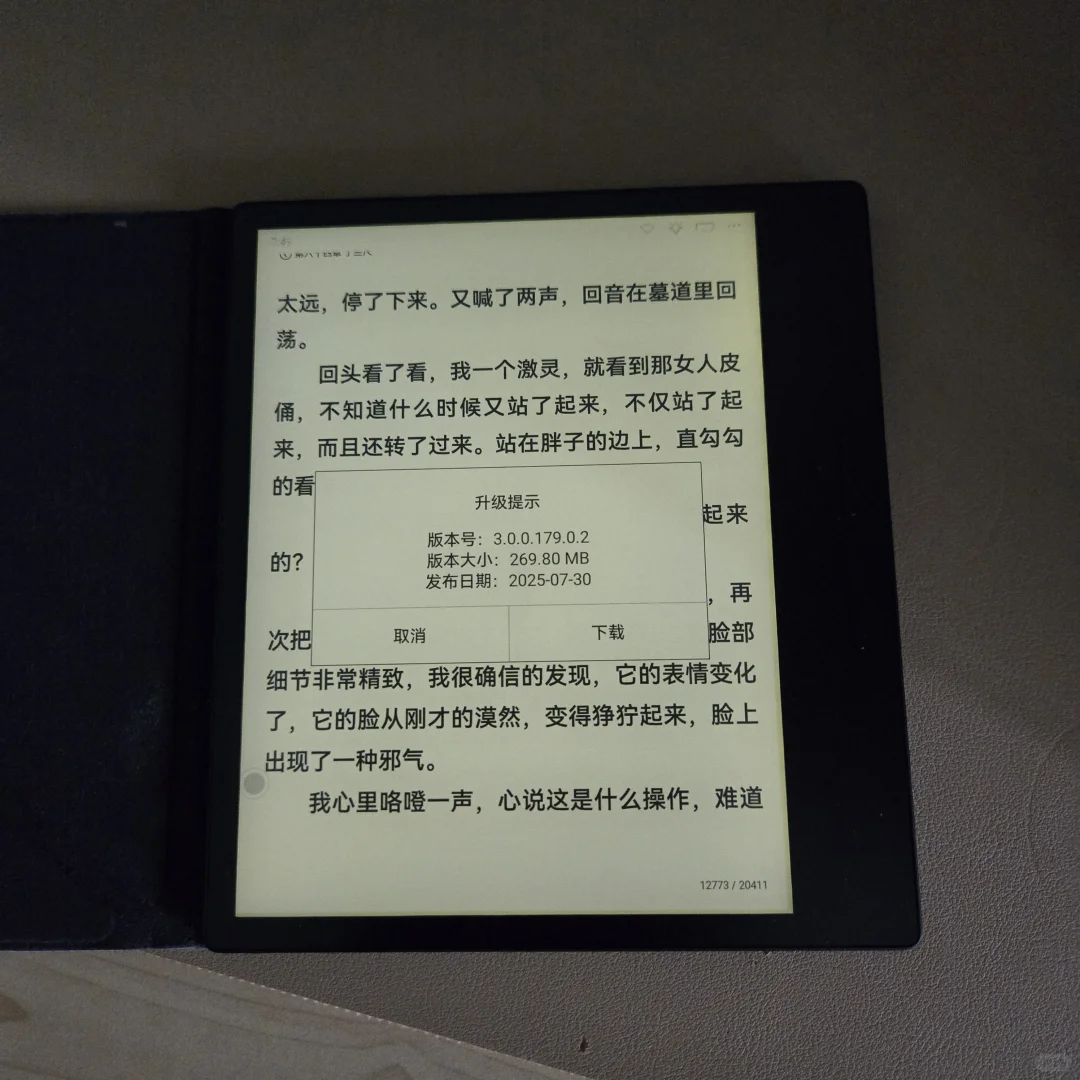 太远，停了下来。又喊了两声，回音在墓道里回
荡。
回头看了看，我一个激灵，就看到那女人皮
俑，不知道什么时候又站了起来，不仅站了起
来，而且还转了过来。站在胖子的边上，直勾勾
的看
升级提示
起来
版本号：3.0.0.179.0.2
版本大小：269.80 MB
的？
发布日期：2025-07-30
，再
次把
取消
下载
脸部
细节非常精致，我很确信的发现，它的表情变化
了，它的脸从刚才的漠然，变得狰狞起来，脸上
出现了一种邪气。
我心里咯噔一声，心说这是什么操作，难道
12773 / 20411